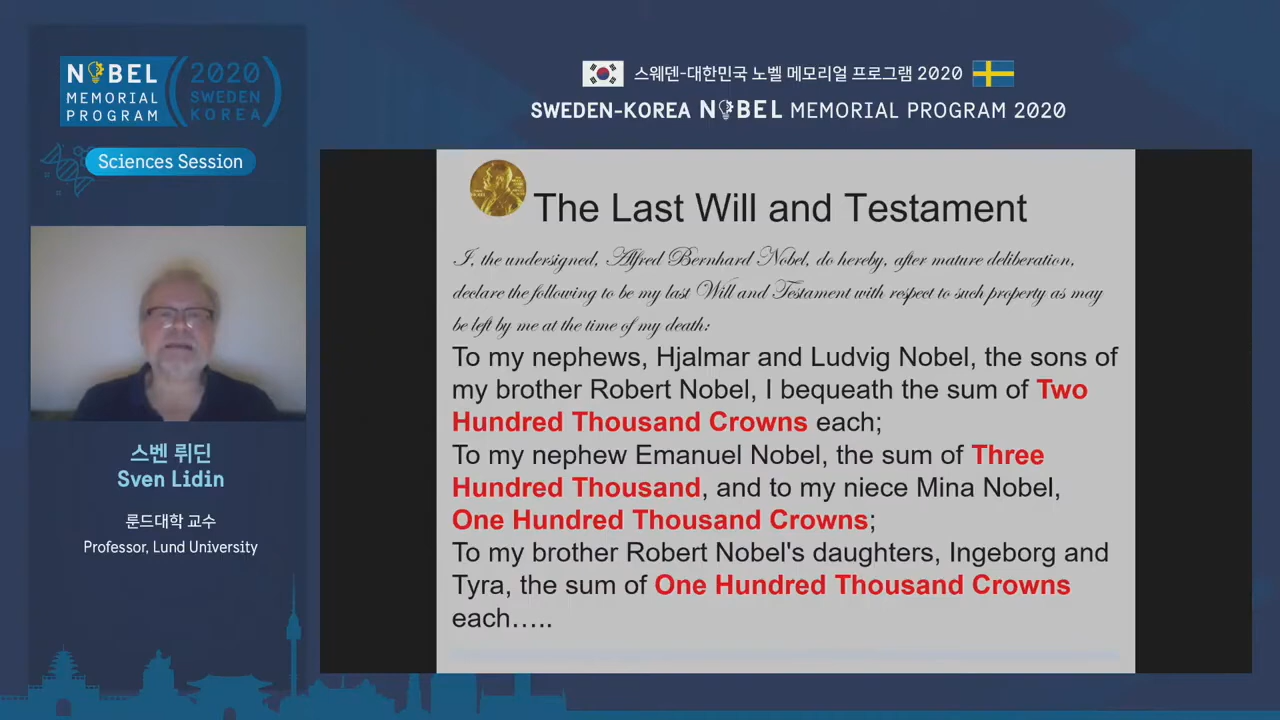 NOBEL
MEMORIAL
PROGRAM
2020
SWEDEN
KOREA
Sciences Session
스웨덴-대한민국 노벨 메모리얼 프로그램 2020
SWEDEN-KOREA NOBEL MEMORIAL PROGRAM 2020
스벤 뤼딘
Sven Lidin
룬드대학 교수
Professor, Lund University
The Last Will and Testament
I, the undersigned, Alfred Bernhard Nobel, do hereby, after mature deliberation,
declare the following to be my last Will and Testament with respect to such property as may
be left by me at the time of my death:
To my nephews, Hjalmar and Ludvig Nobel, the sons of
my brother Robert Nobel, I bequeath the sum of Two
Hundred Thousand Crowns each;
To my nephew Emanuel Nobel, the sum of Three
Hundred Thousand, and to my niece Mina Nobel,
One Hundred Thousand Crowns;
To my brother Robert Nobel's daughters, Ingeborg and
Tyra, the sum of One Hundred Thousand Crowns
each…..